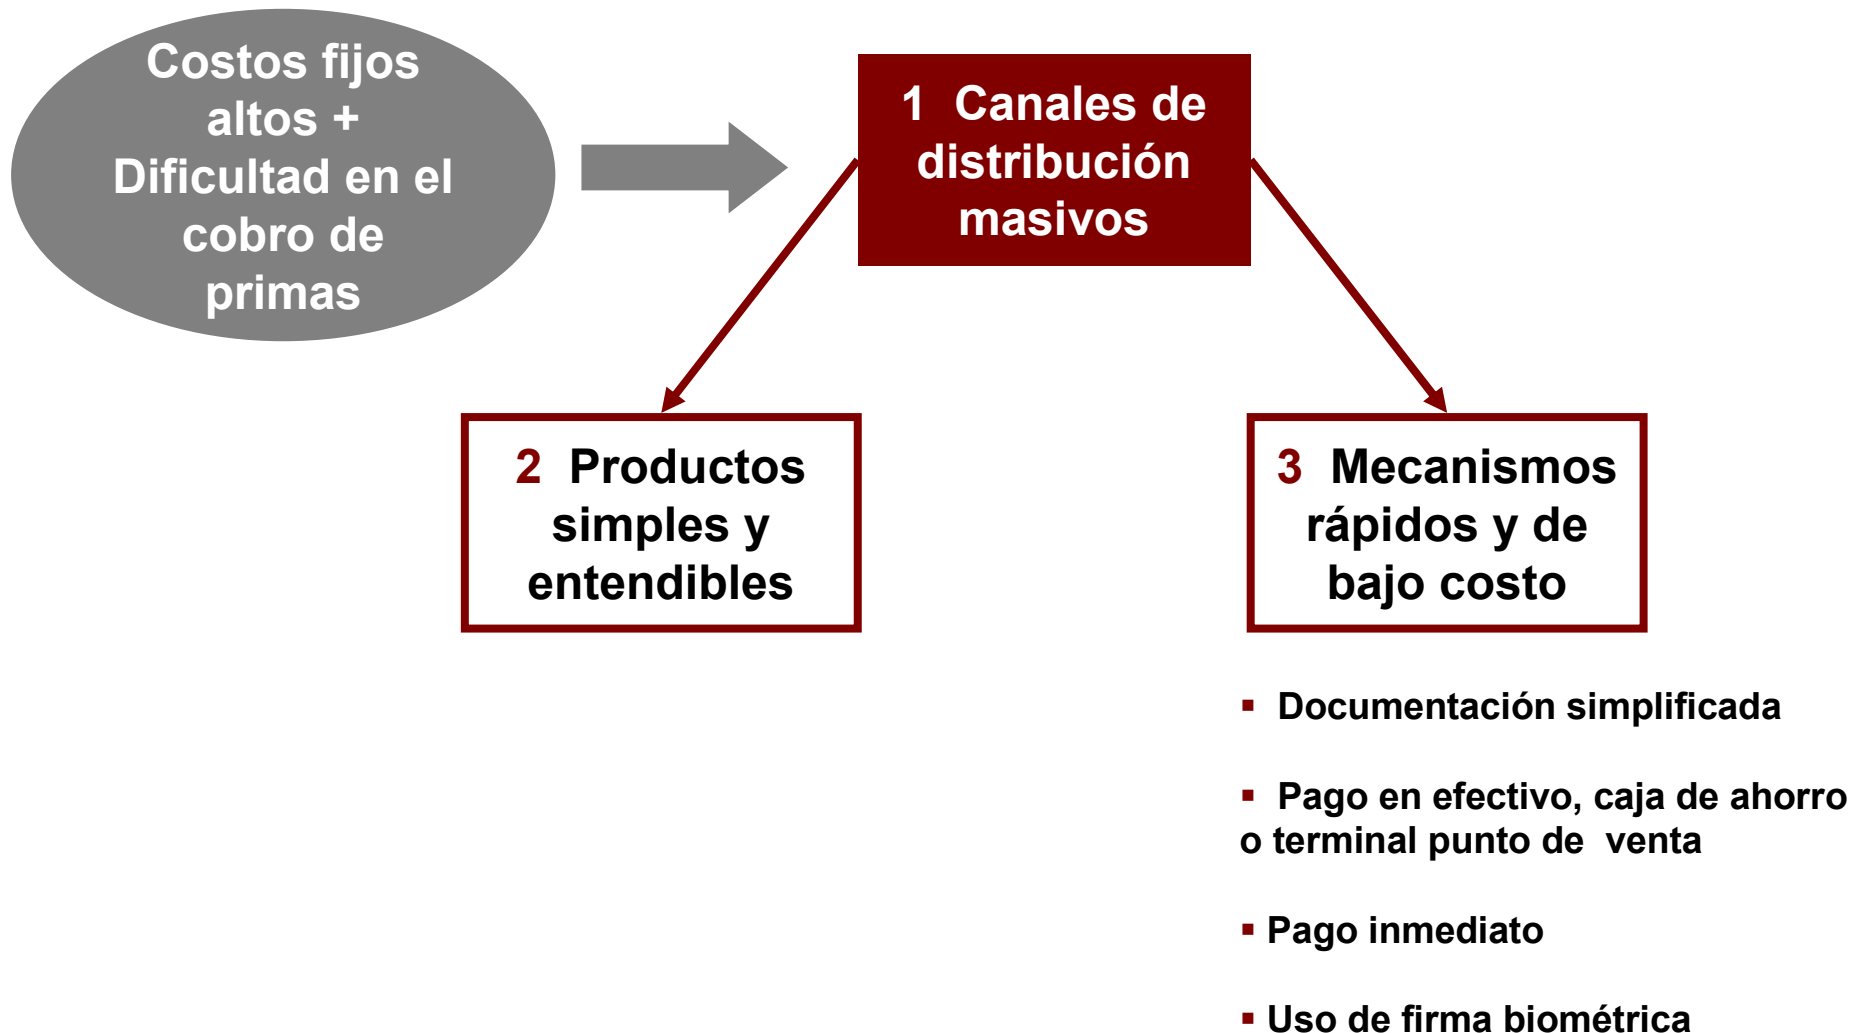 Costos fijos
altos +
Dificultad en el
cobro de
primas
1 Canales de
distribución
masivos
2 Productos
simples y
entendibles
3 Mecanismos
rápidos y de
bajo costo
▪ Documentación simplificada
▪ Pago en efectivo, caja de ahorro
o terminal punto de venta
▪ Pago inmediato
▪ Uso de firma biométrica